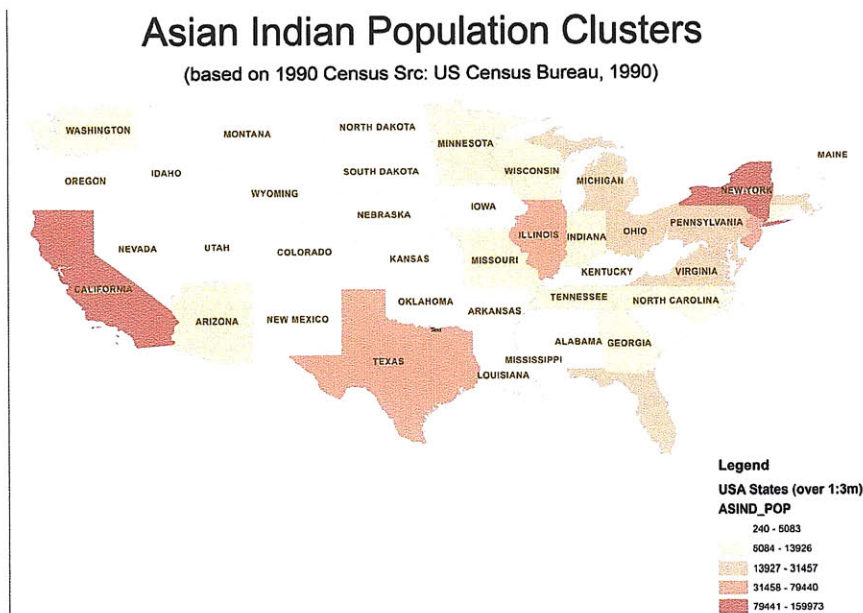 Asian Indian Population Clusters
(based on 1990 Census Src: US Census Bureau, 1990)
WASHINGTON
MONTANA
NORTH DAKOTA
MINNESOTA
MAINE
OREGON
IDAHO
SOUTH DAKOTA
WISCONSIN
MICHIGAN
NEW YORK
WYOMING
IOWA
NEBRASKA
PENNSYLVANIA
NEVADA
UTAH
COLORADO
KANSAS
MISSOURI
ILLINOIS
INDIANA
OHIO
KENTUCKY
VIRGINIA
CALIFORNIA
ARIZONA
NEW MEXICO
OKLAHOMA
ARKANSAS
TENNESSEE
NORTH CAROLINA
Text
TEXAS
LOUISIANA
MISSISSIPPI
ALABAMA
GEORGIA
Legend
USA States (over 1:3m)
ASIND_POP
240 - 5083
5084 - 13926
13927 - 31457
31458 - 79440
79441 - 159973